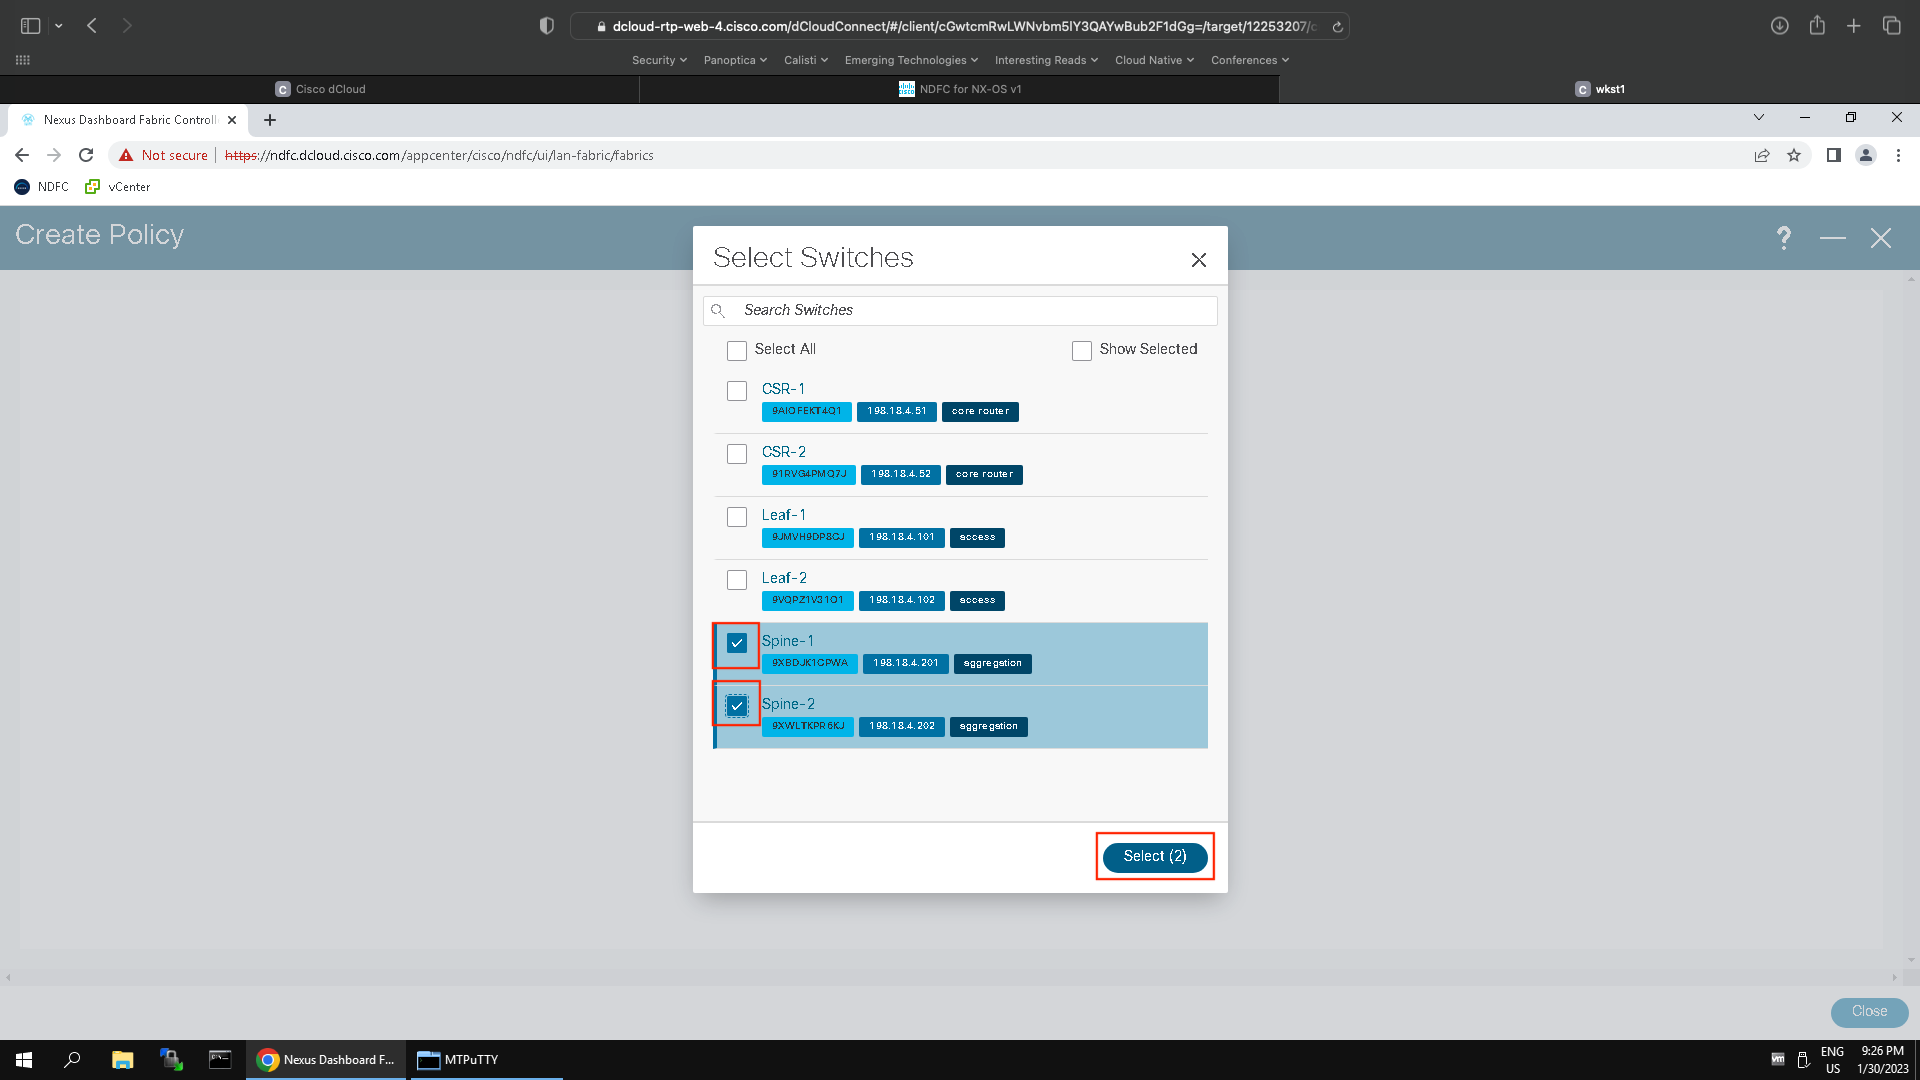 dcloud-rtp-web-4.cisco.com/dCloudConnect/#/client/cGwtcmRwLWNvbm5lY3QAYwBub2F1dGg=/target/12253207/c
Security Panoptica Calisti Emerging Technologies Interesting Reads Cloud Native Conferences
Cisco dCloud NDFC for NX-OS v1 wkst1
Nexus Dashboard Fabric Controll
Not secure https://ndfc.dcloud.cisco.com/appcenter/cisco/ndfc/ui/lan-fabric/fabrics
NDFC vCenter
Create Policy
Select Switches
Search Switches
Select All Show Selected
CSR-1
198.18.4.51 core router
CSR-2
91RVG4PMQ7J 198.18.4.52 core router
Leaf-1
9JMVH9DP8CJ 198.18.4.101 access
Leaf-2
198.18.4.102 access
Spine-1
9XBDJK1CPWA 198.18.4.201 aggregation
Spine-2
9XWLTKPR6KJ 198.18.4.202 aggregation
Select (2)
Close
Nexus Dashboard F... MTPuTTY
vm ENG 9:26 PM
US 1/30/2023